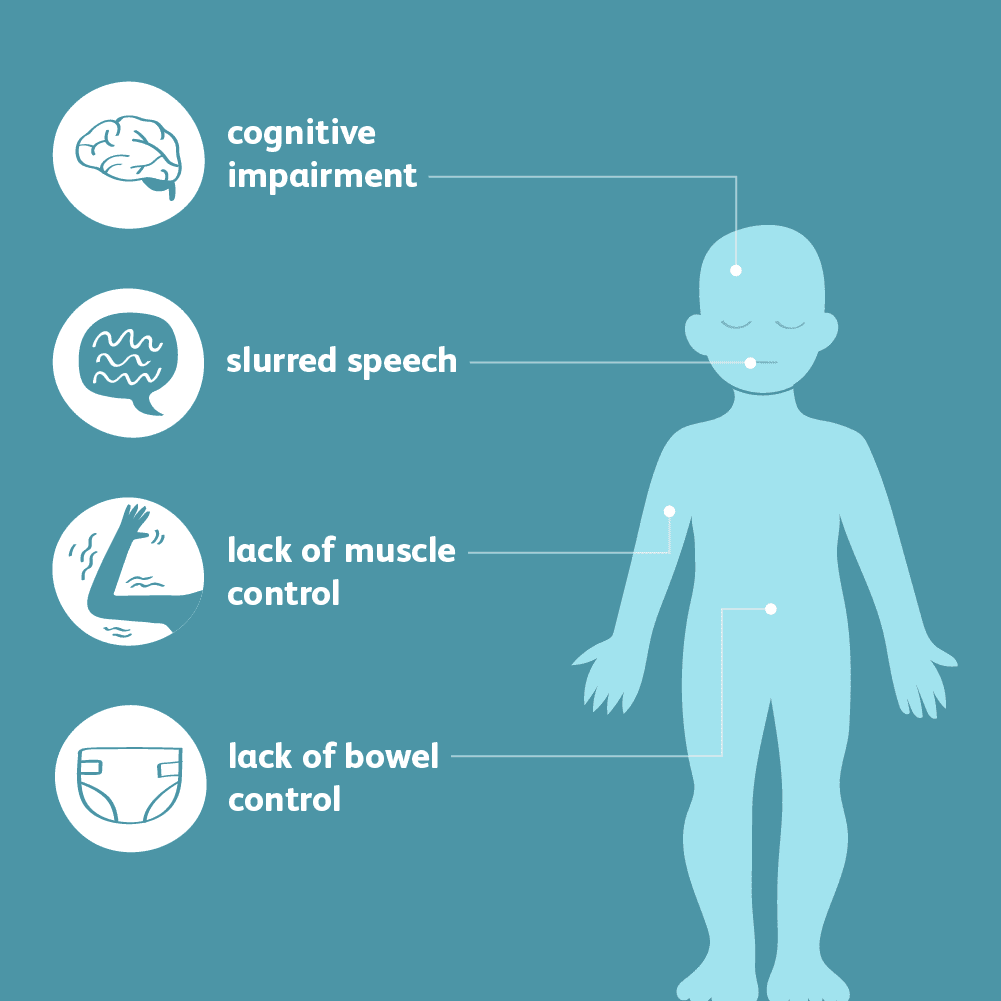 cognitive
impairment
slurred speech
lack of muscle
control
lack of bowel
control